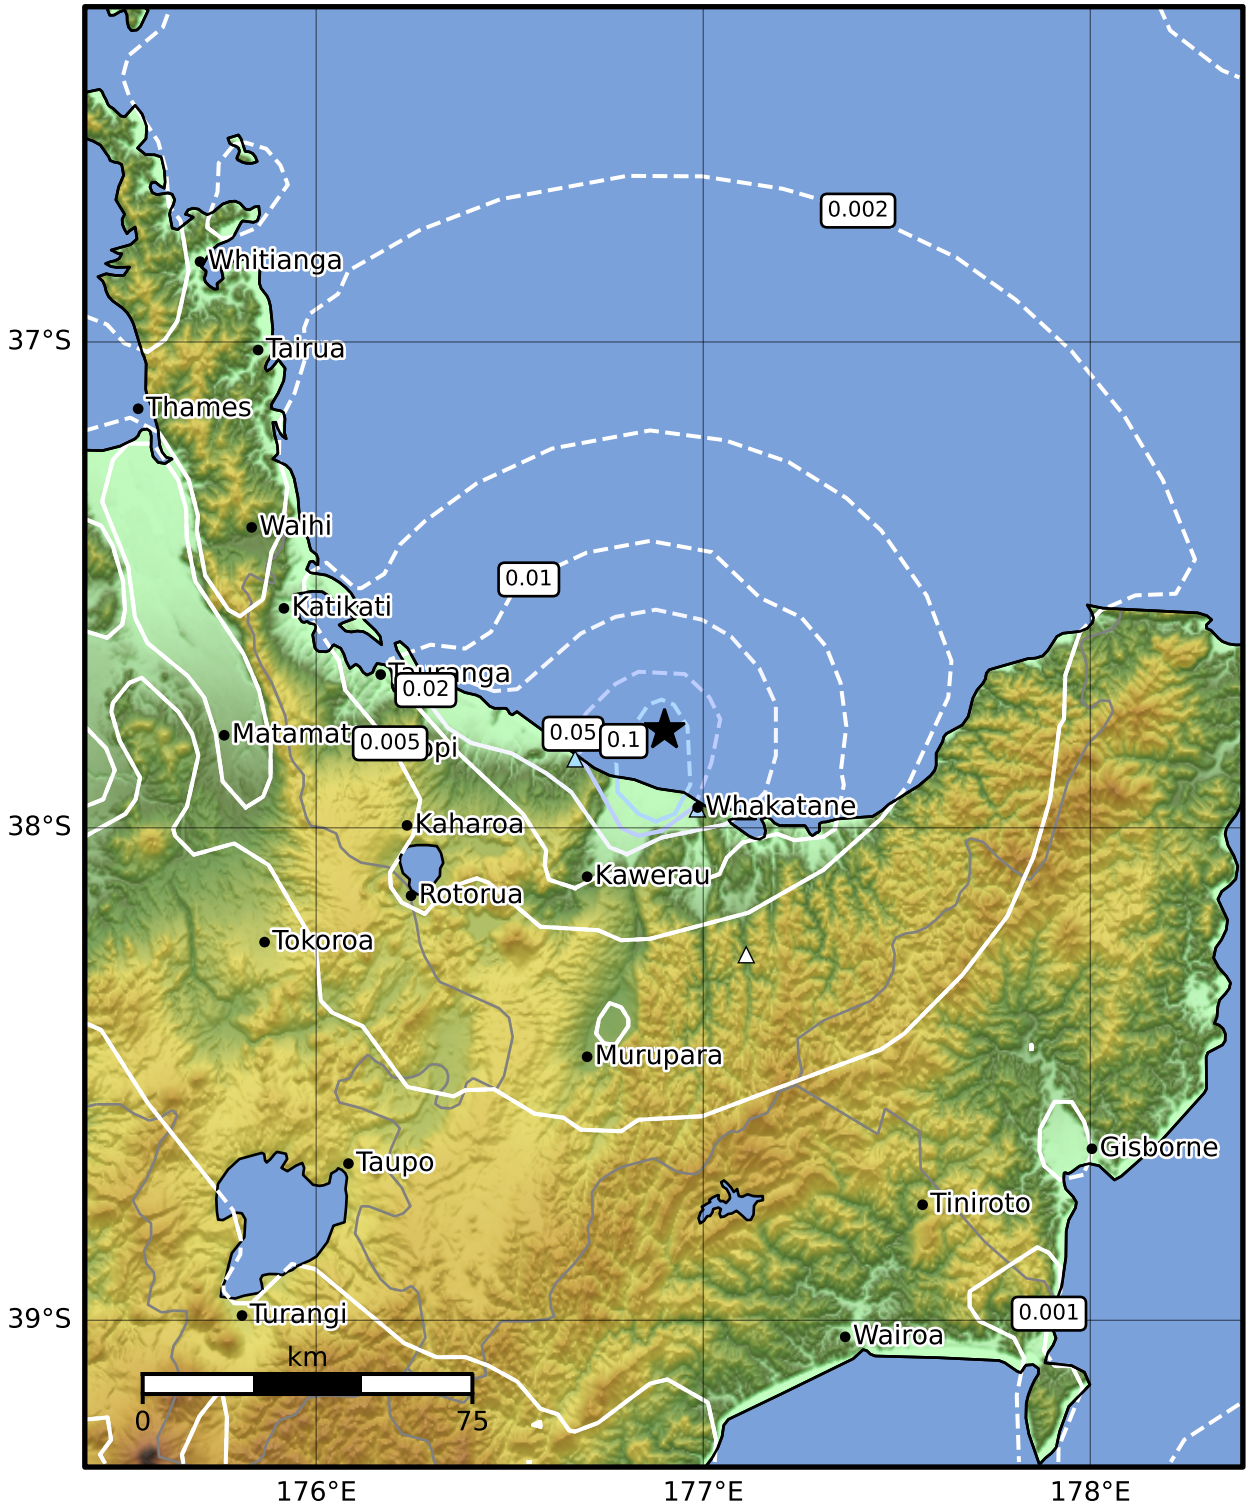 0.002
Whitianga
37°S
Tairua
Thames
Waihi
0.01
Katikati
Tauranga
0.02
Matamat
0.005
0.05
0.1
Whakatane
38°S
Kaharoa
Kawerau
Rotorua
Tokoroa
Murupara
Gisborne
Taupo
Tiniroto
39°S
Turangi
0.001
Wairoa
km
0
75
176°E
177°E
178°E